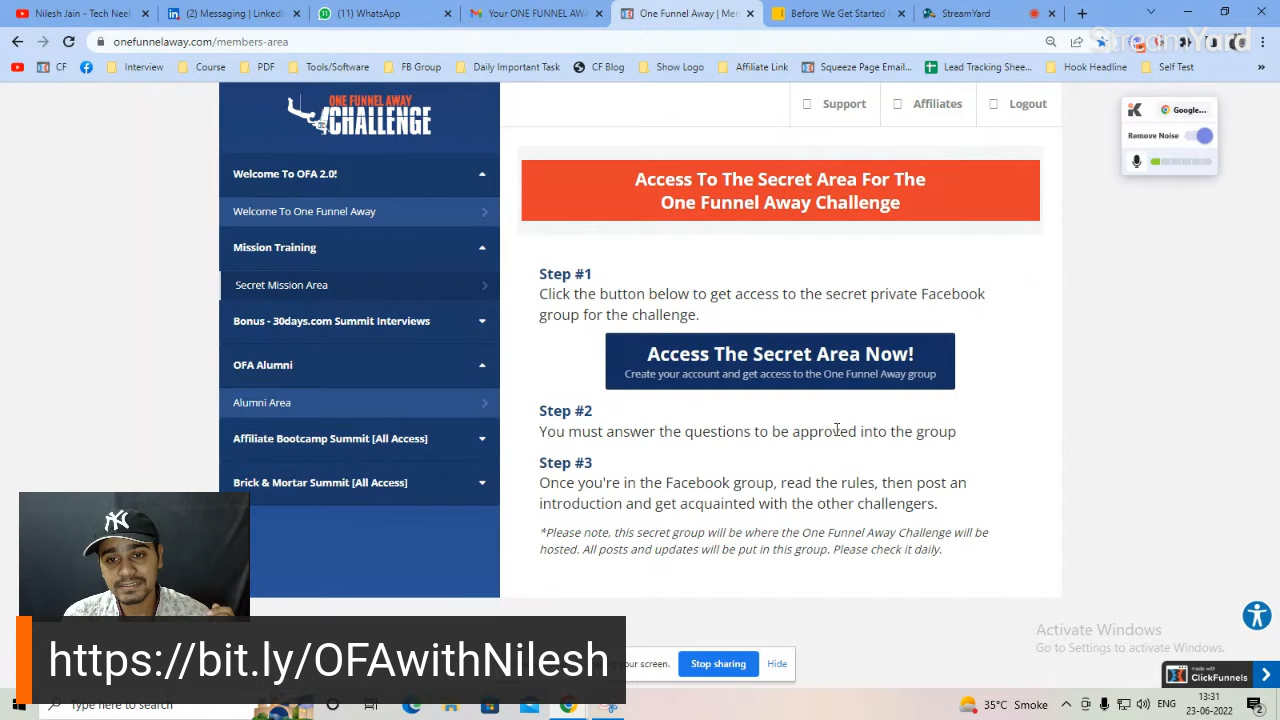 (1) Messaging | Linked
(11) WhatsApp
Your ONE FUNNEL AWA
One Funnel Away | Me
Before We Get Started
StreamYard
onefunnelaway.com/members-area
StreamYard
CF
Interview
Course
PDF
Tools/Software
FB Group
Daily Important Task
CF Blog
Show Logo
Affiliate Link
Squeeze Page Email...
Lead Tracking Shee...
Hook Headline
Self Test
ONE FUNNEL AWAY
CHALLENGE
Support
Affiliates
Logout
Google...
Remove Noise
Welcome To OFA 2.0!
Welcome To One Funnel Away
Mission Training
Secret Mission Area
Bonus - 30days.com Summit Interviews
OFA Alumni
Alumni Area
Affiliate Bootcamp Summit [All Access]
Brick & Mortar Summit [All Access]
Access To The Secret Area For The
One Funnel Away Challenge
Step #1
Click the button below to get access to the secret private Facebook
group for the challenge.
Access The Secret Area Now!
Create your account and get access to the One Funnel Away group
Step #2
You must answer the questions to be approved into the group
Step #3
Once you're in the Facebook group, read the rules, then post an
introduction and get acquainted with the other challengers.
*Please note, this secret group will be where the One Funnel Away Challenge will be
hosted. All posts and updates will be put in this group. Please check it daily.
NY
https://bit.ly/OFAwithNilesh
your screen.
Stop sharing
Hide
Activate Windows
Go to Settings to activate Windows.
made with
ClickFunnels
Type here to search
35°C Smoke
13:31
23-06-2022
2